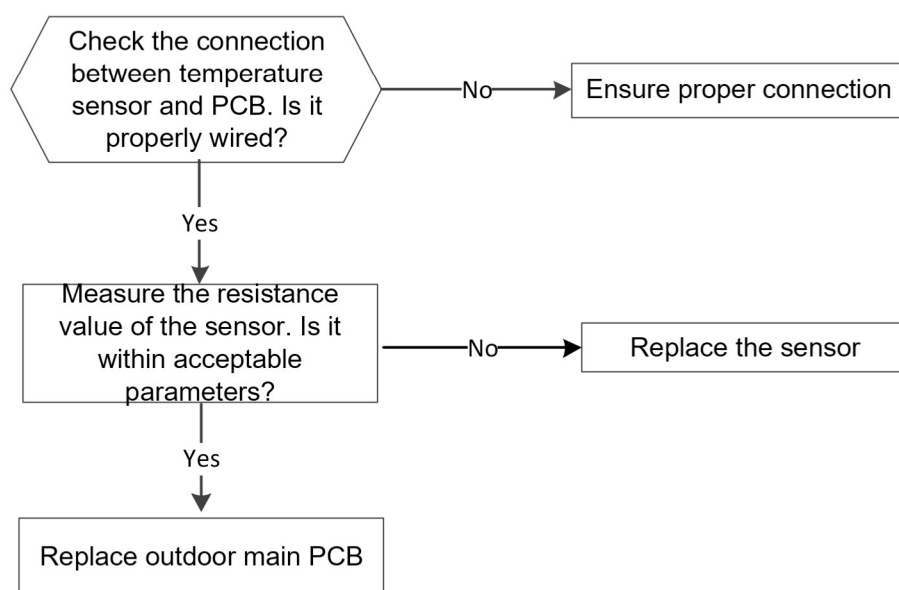 Check the connection
between temperature
sensor and PCB. Is it
properly wired?
No
Ensure proper connection
Yes
Measure the resistance
value of the sensor. Is it
within acceptable
parameters?
No
Replace the sensor
Yes
Replace outdoor main PCB